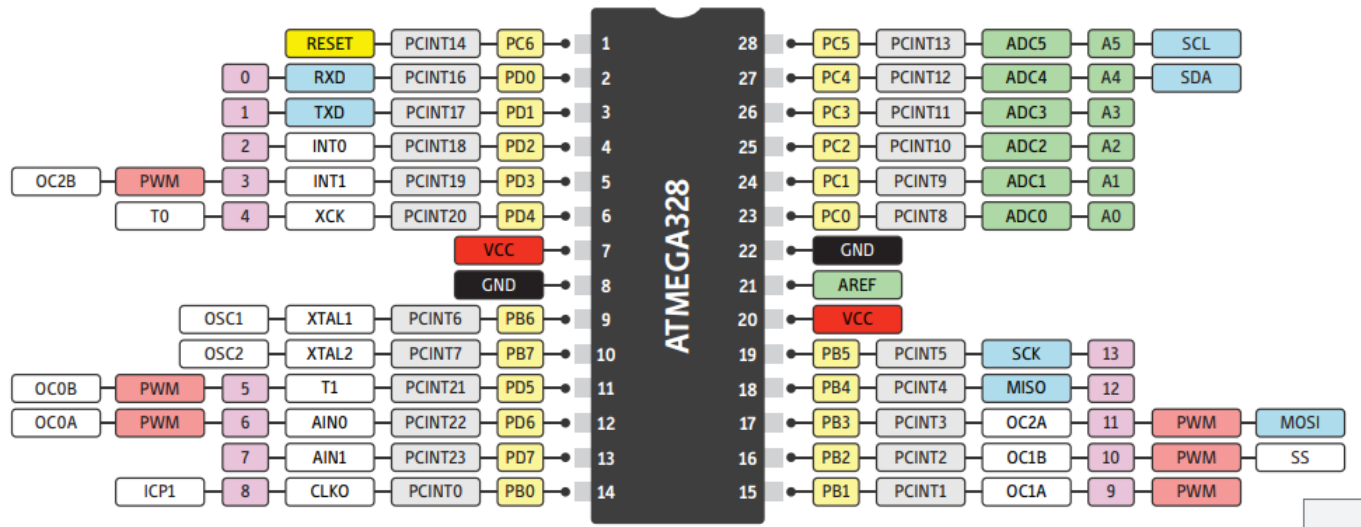 RESET PCINT14 PC6 1 28 PC5 PCINT13 ADC5 A5 SCL
0 RXD PCINT16 PD0 2 27 PC4 PCINT12 ADC4 A4 SDA
1 TXD PCINT17 PD1 3 26 PC3 PCINT11 ADC3 A3
2 INT0 PCINT18 PD2 4 25 PC2 PCINT10 ADC2 A2
OC2B PWM 3 INT1 PCINT19 PD3 5 24 PC1 PCINT9 ADC1 A1
T0 4 XCK PCINT20 PD4 6 23 PC0 PCINT8 ADC0 A0
VCC 7 22 GND
GND 8 21 AREF
OSC1 XTAL1 PCINT6 PB6 9 20 VCC
OSC2 XTAL2 PCINT7 PB7 10 19 PB5 PCINT5 SCK 13
OC0B PWM 5 T1 PCINT21 PD5 11 18 PB4 PCINT4 MISO 12
OC0A PWM 6 AIN0 PCINT22 PD6 12 17 PB3 PCINT3 OC2A 11 PWM MOSI
7 AIN1 PCINT23 PD7 13 16 PB2 PCINT2 OC1B 10 PWM SS
ICP1 8 CLKO PCINT0 PB0 14 15 PB1 PCINT1 OC1A 9 PWM
ATMEGA328